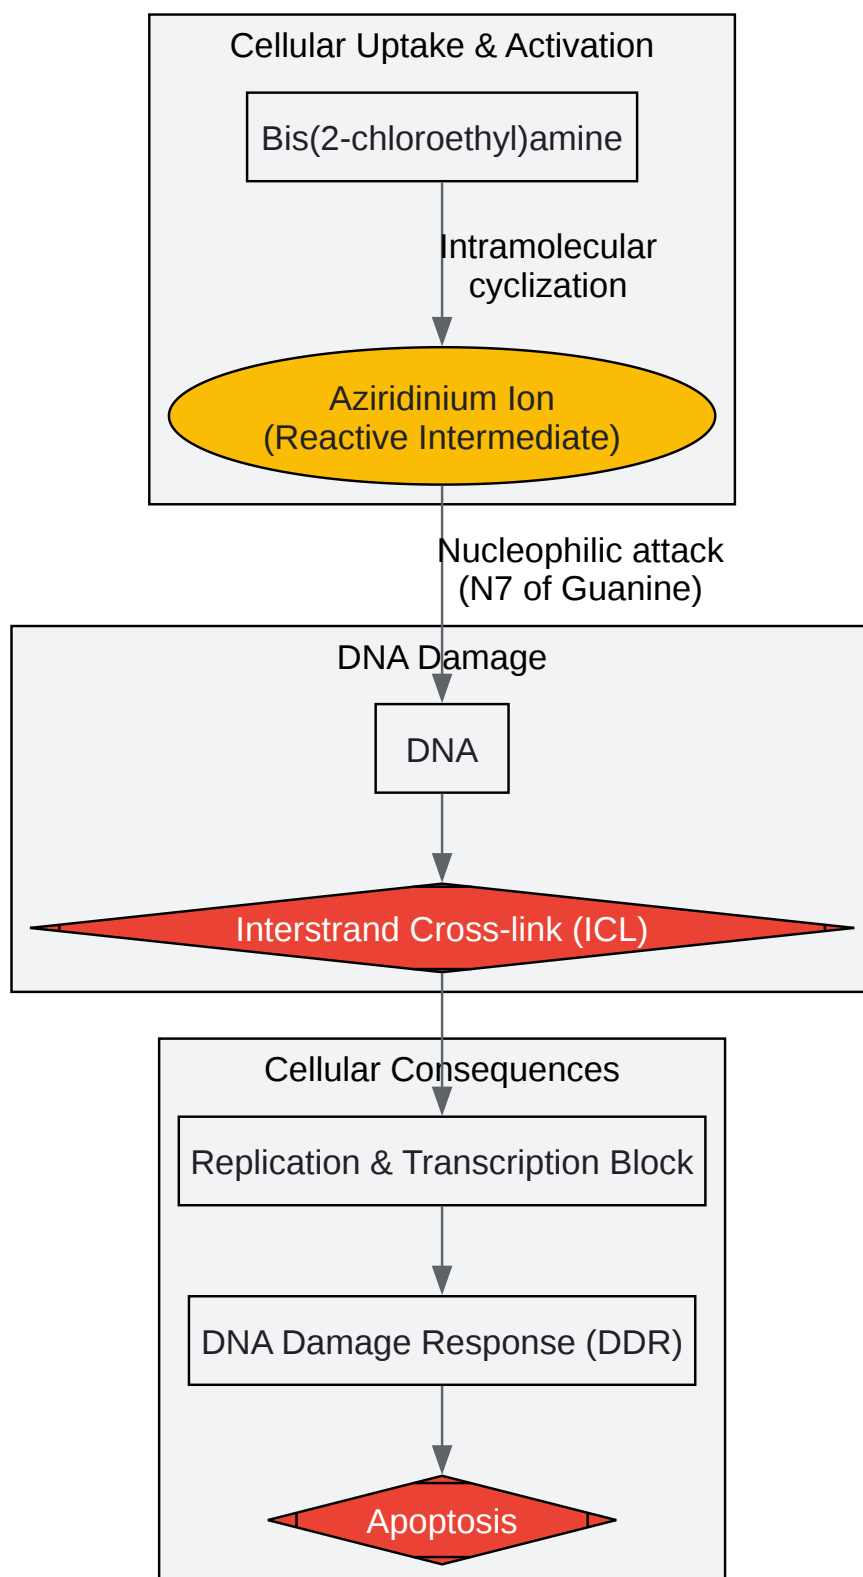 Cellular Uptake & Activation
Bis(2-chloroethyl)amine
Intramolecular
cyclization
Aziridinium Ion
(Reactive Intermediate)
Nucleophilic attack
(N7 of Guanine)
DNA Damage
DNA
Interstrand Cross-link (ICL)
Cellular Consequences
Replication & Transcription Block
DNA Damage Response (DDR)
Apoptosis